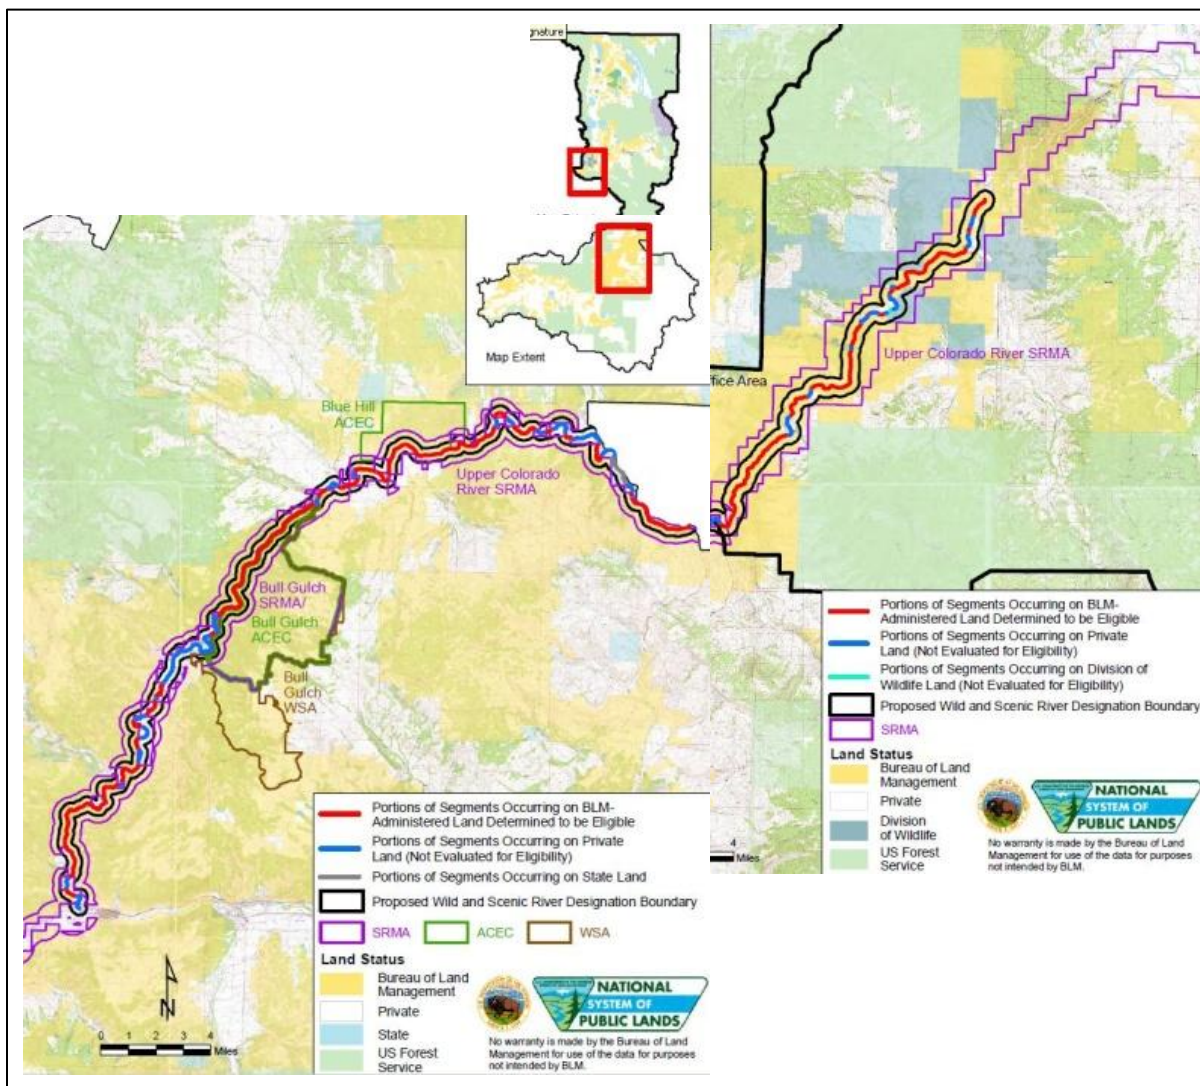 gnature
Map Extent
ffice Area
Upper Colorado River SRMA
Blue Hill
ACEC
Upper Colorado
River SRMA
Bull Gulch
SRMA/
Bull Gulch
ACEC
Bull
Gulch
WSA
Portions of Segments Occurring on BLM-
Administered Land Determined to be Eligible
Portions of Segments Occurring on Private
Land (Not Evaluated for Eligibility)
Portions of Segments Occurring on Division of
Wildlife Land (Not Evaluated for Eligibility)
Proposed Wild and Scenic River Designation Boundary
SRMA
Land Status
Bureau of Land
Management
Private
Division
of Wildlife
US Forest
Service
NATIONAL
SYSTEM OF
PUBLIC LANDS
No warranty is made by the Bureau of Land
Management for use of the data for purposes
not intended by BLM.
4
Miles
Portions of Segments Occurring on BLM-
Administered Land Determined to be Eligible
Portions of Segments Occurring on Private
Land (Not Evaluated for Eligibility)
Portions of Segments Occurring on State Land
Proposed Wild and Scenic River Designation Boundary
SRMA ACEC WSA
Land Status
Bureau of Land
Management
Private
State
US Forest
Service
NATIONAL
SYSTEM OF
PUBLIC LANDS
No warranty is made by the Bureau of Land
Management for use of the data for purposes
not intended by BLM.
N
0 1 2 3 4
Miles